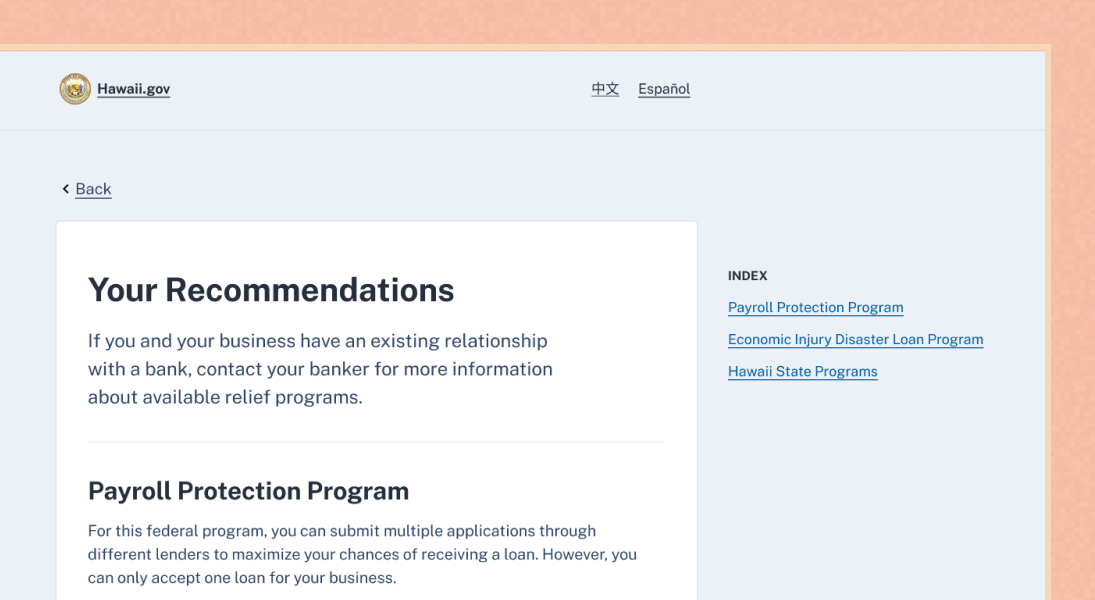 Hawaii.gov
中文 Español
Back
Your Recommendations
If you and your business have an existing relationship
with a bank, contact your banker for more information
about available relief programs.
Payroll Protection Program
For this federal program, you can submit multiple applications through
different lenders to maximize your chances of receiving a loan. However, you
can only accept one loan for your business.
INDEX
Payroll Protection Program
Economic Injury Disaster Loan Program
Hawaii State Programs